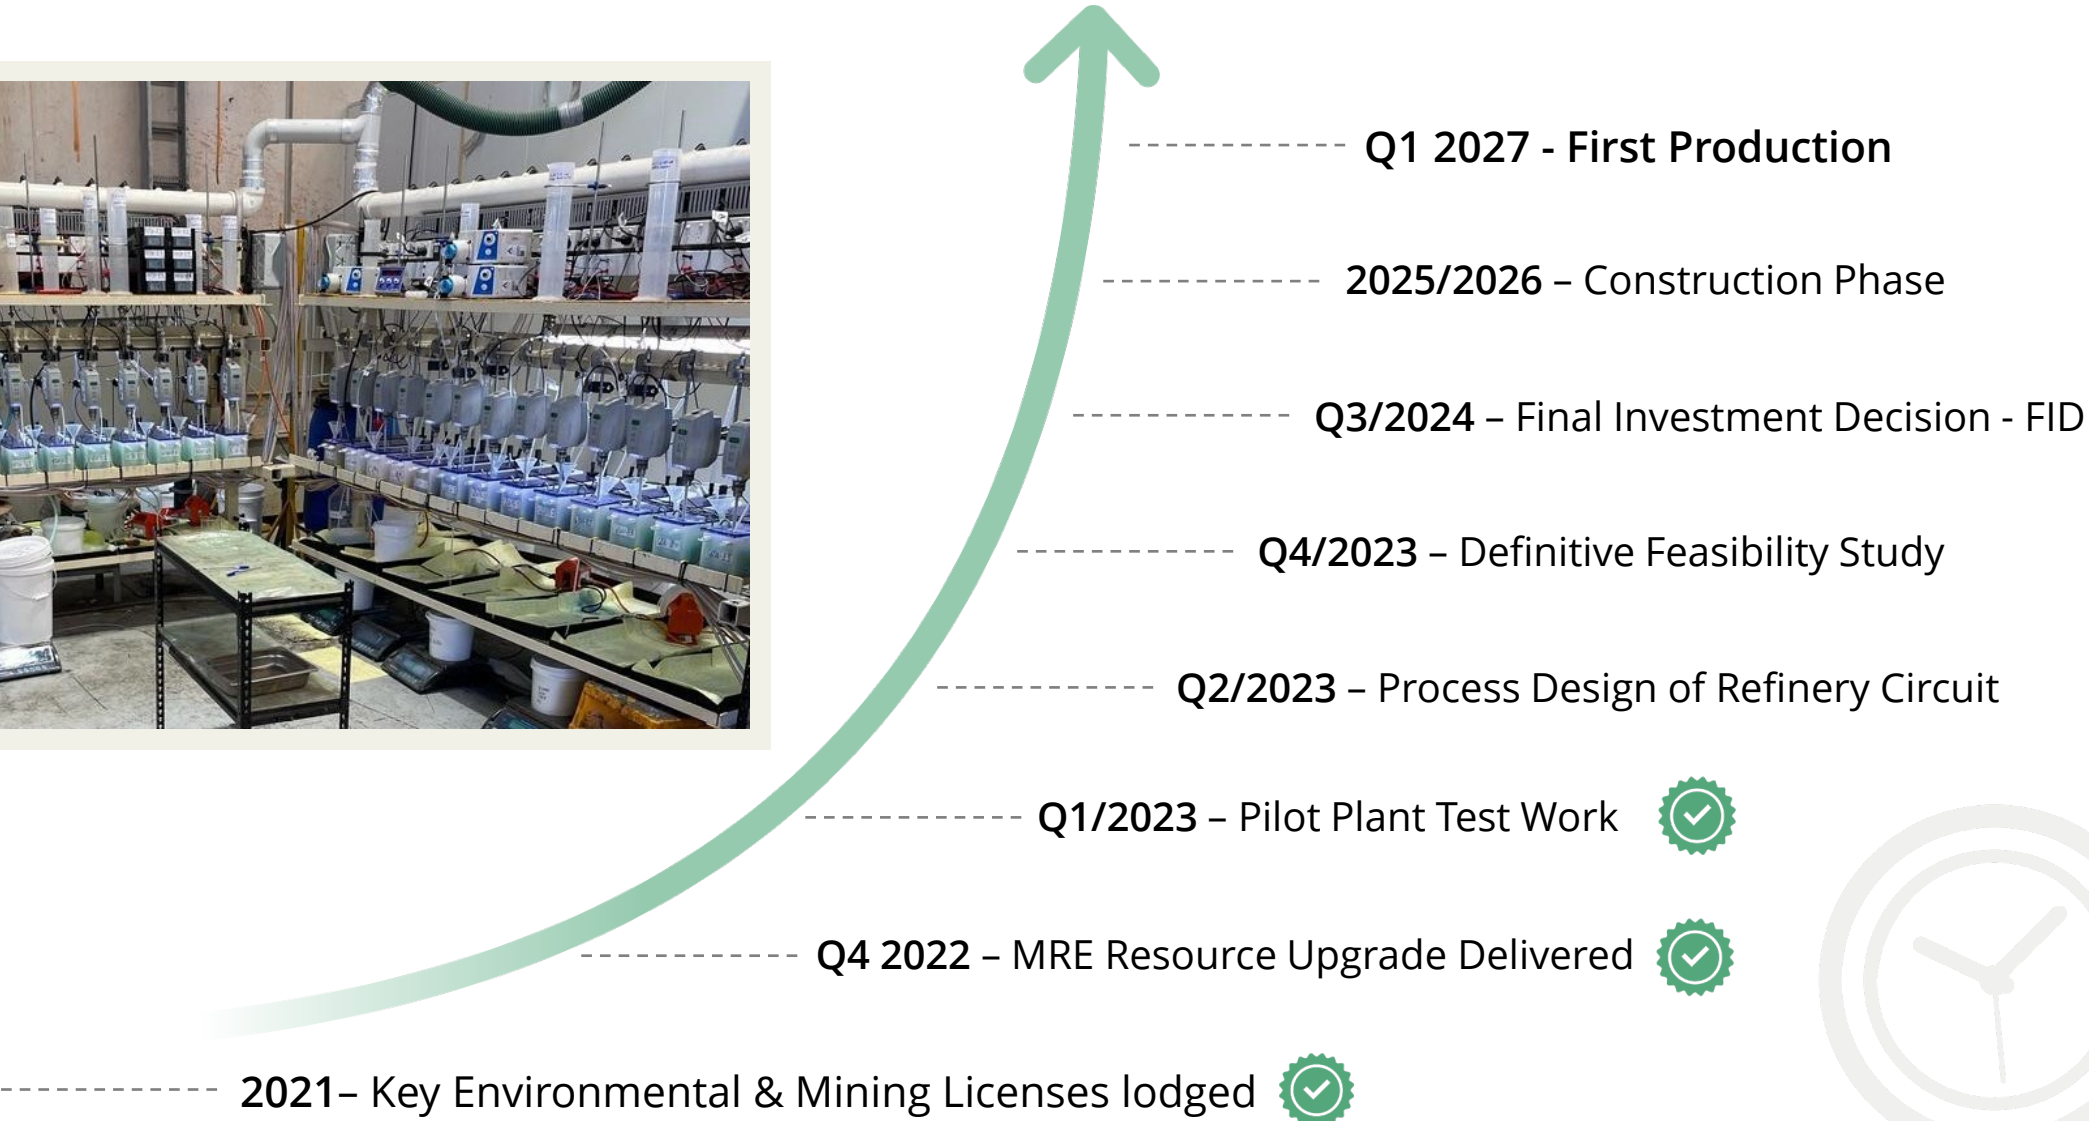 Q1 2027 - First Production
2025/2026 – Construction Phase
Q3/2024 – Final Investment Decision - FID
Q4/2023 – Definitive Feasibility Study
Q2/2023 – Process Design of Refinery Circuit
Q1/2023 – Pilot Plant Test Work
Q4 2022 – MRE Resource Upgrade Delivered
2021– Key Environmental & Mining Licenses lodged